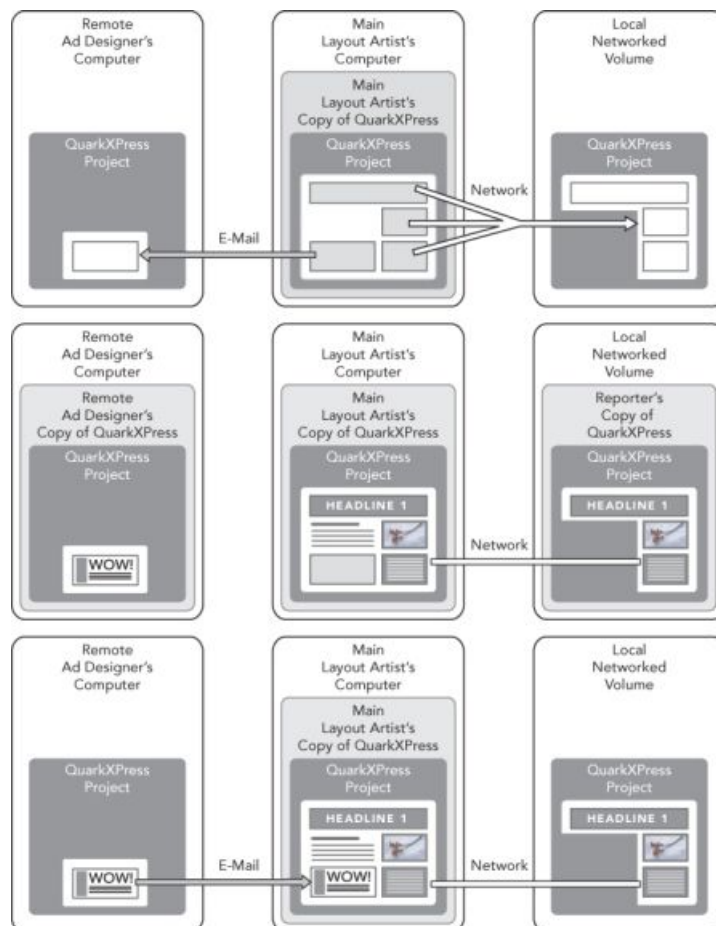 Remote
Ad Designer's
Computer
QuarkXPress
Project
E-Mail
Main
Layout Artist's
Computer
Main
Layout Artist's
Copy of QuarkXPress
QuarkXPress
Project
Network
Local
Networked
Volume
QuarkXPress
Project
Remote
Ad Designer's
Computer
Remote
Ad Designer's
Copy of QuarkXPress
QuarkXPress
Project
WOW!
Main
Layout Artist's
Computer
Main
Layout Artist's
Copy of QuarkXPress
QuarkXPress
Project
HEADLINE 1
Network
Local
Networked
Volume
Reporter's
Copy of
QuarkXPress
QuarkXPress
Project
HEADLINE 1
Remote
Ad Designer's
Computer
QuarkXPress
Project
WOW!
E-Mail
Main
Layout Artist's
Computer
Main
Layout Artist's
Copy of QuarkXPress
QuarkXPress
Project
HEADLINE 1
WOW!
Network
Local
Networked
Volume
QuarkXPress
Project
HEADLINE 1